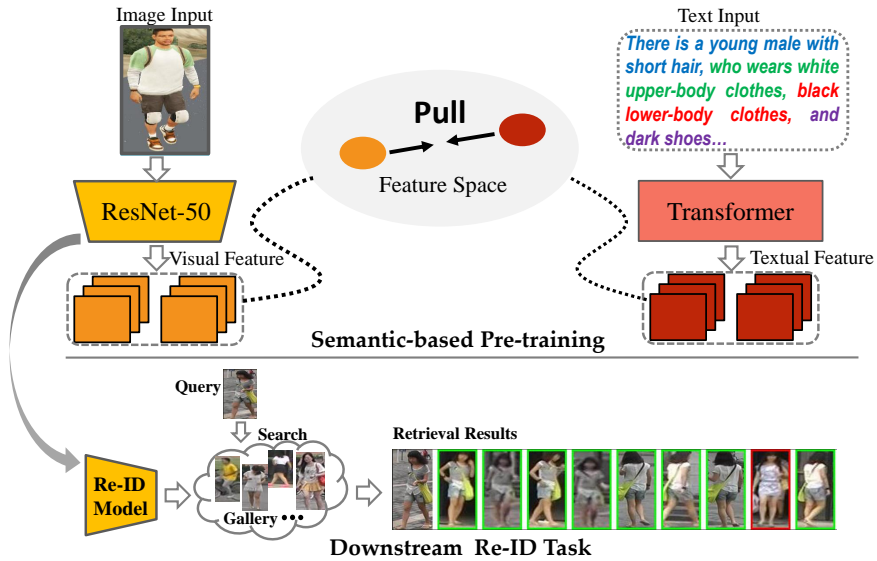 Image Input
Text Input
There is a young male with
short hair, who wears white
upper-body clothes, black
lower-body clothes, and
dark shoes...
Pull
Feature Space
ResNet-50
Transformer
Visual Feature
Textual Feature
Semantic-based Pre-training
Query
Search
Retrieval Results
Re-ID
Model
Gallery •••
Downstream Re-ID Task